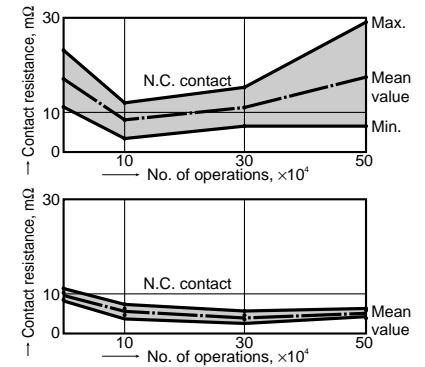 → Contact resistance, mΩ
30
10
0
Max.
N.C. contact
Mean
value
Min.
10
30
50
→ No. of operations, ×10⁴
→ Contact resistance, mΩ
30
10
0
N.C. contact
Mean
value
10
30
50
→ No. of operations, ×10⁴